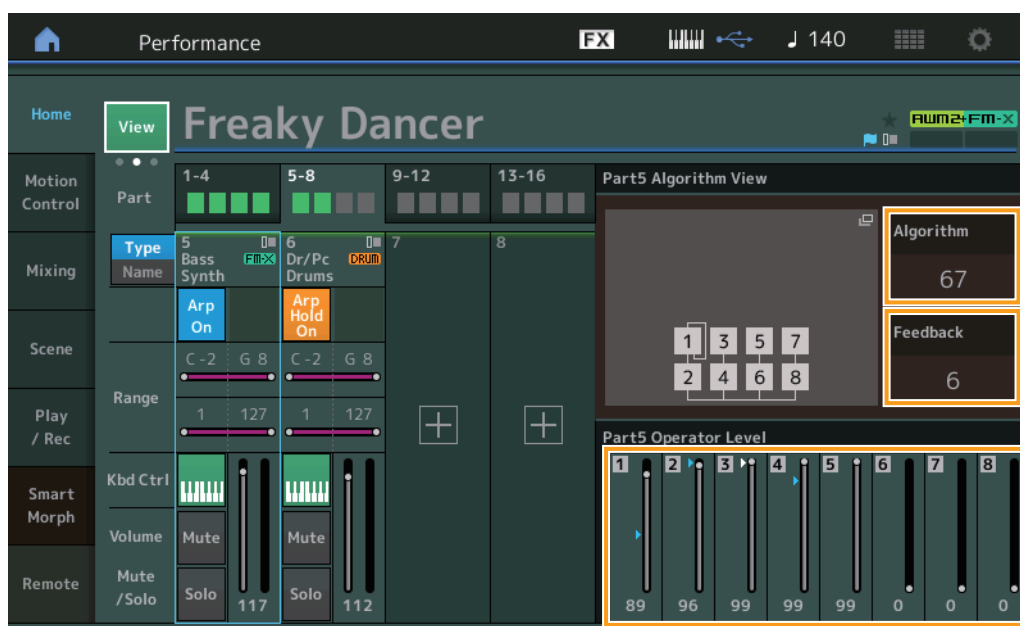 Performance
FX
140
Home
View
Freaky Dancer
AWM2+FM-X
Motion
Control
Part
1-4
5-8
9-12
13-16
Part5 Algorithm View
Algorithm
67
Type
Name
5
Bass
Synth
FM-X
6
Dr/Pc
Drums
DRUM
7
8
Mixing
Arp
On
Arp
Hold
On
Feedback
6
1 3 5 7
2 4 6 8
Scene
Range
C -2 G 8
C -2 G 8
1 127
1 127
Play
/ Rec
Part5 Operator Level
1 2 3 4 5 6 7 8
89 96 99 99 99 0 0 0
Smart
Morph
Kbd Ctrl
Volume
Mute
Mute
Remote
Mute
/Solo
Solo
117
Solo
112